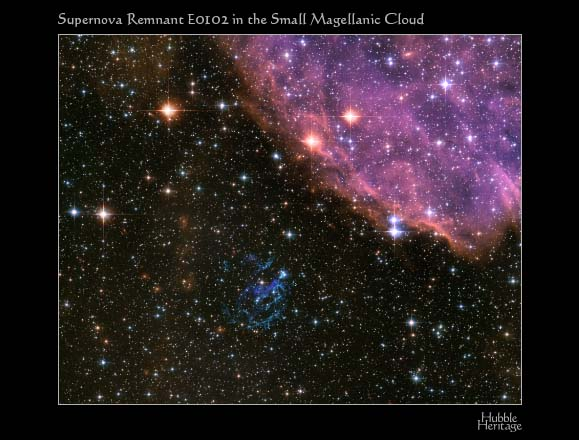 Supernova Remnant E0102 in the Small Magellanic Cloud
Hubble
Heritage